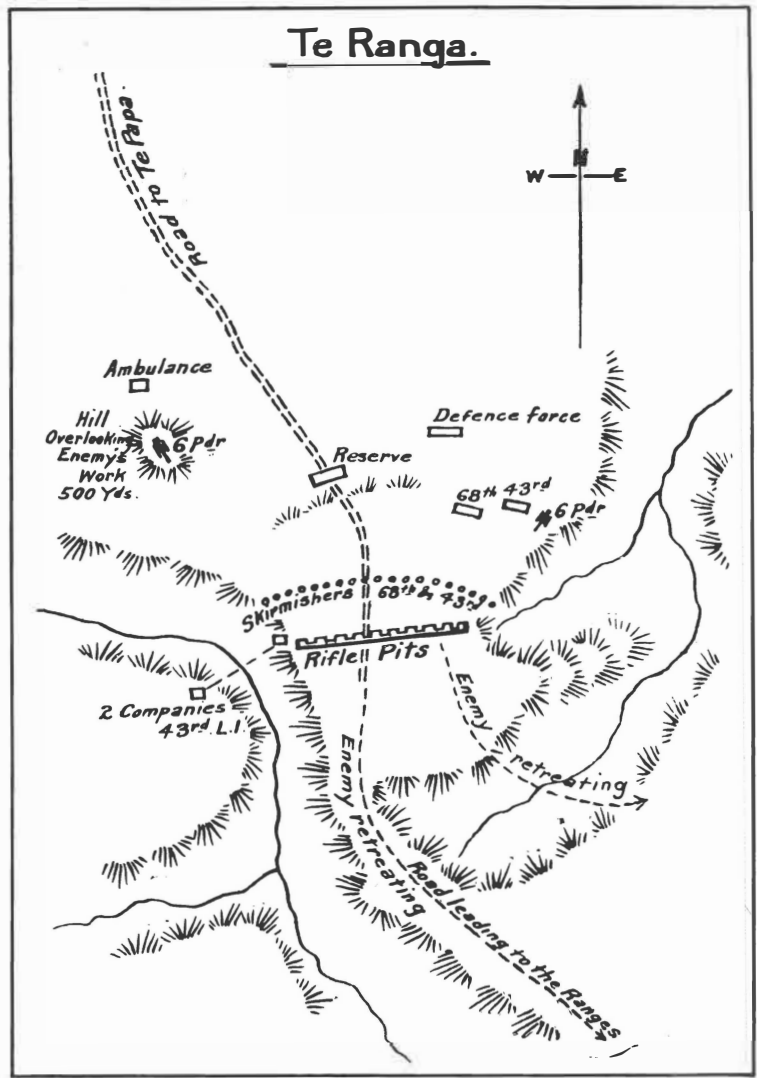 Te Ranga.
Road to Te Papa.
N
W E
Ambulance
Hill
Overlooking
Enemy's
Work
500 Yds.
6 Pdr
Defence force
Reserve
68th 43rd
6 Pdr
Skirmishers 68th & 43rd
Rifle Pits
2 Companies
43rd L.I.
Enemy retreating
Enemy retreating
Road leading to the Ranges